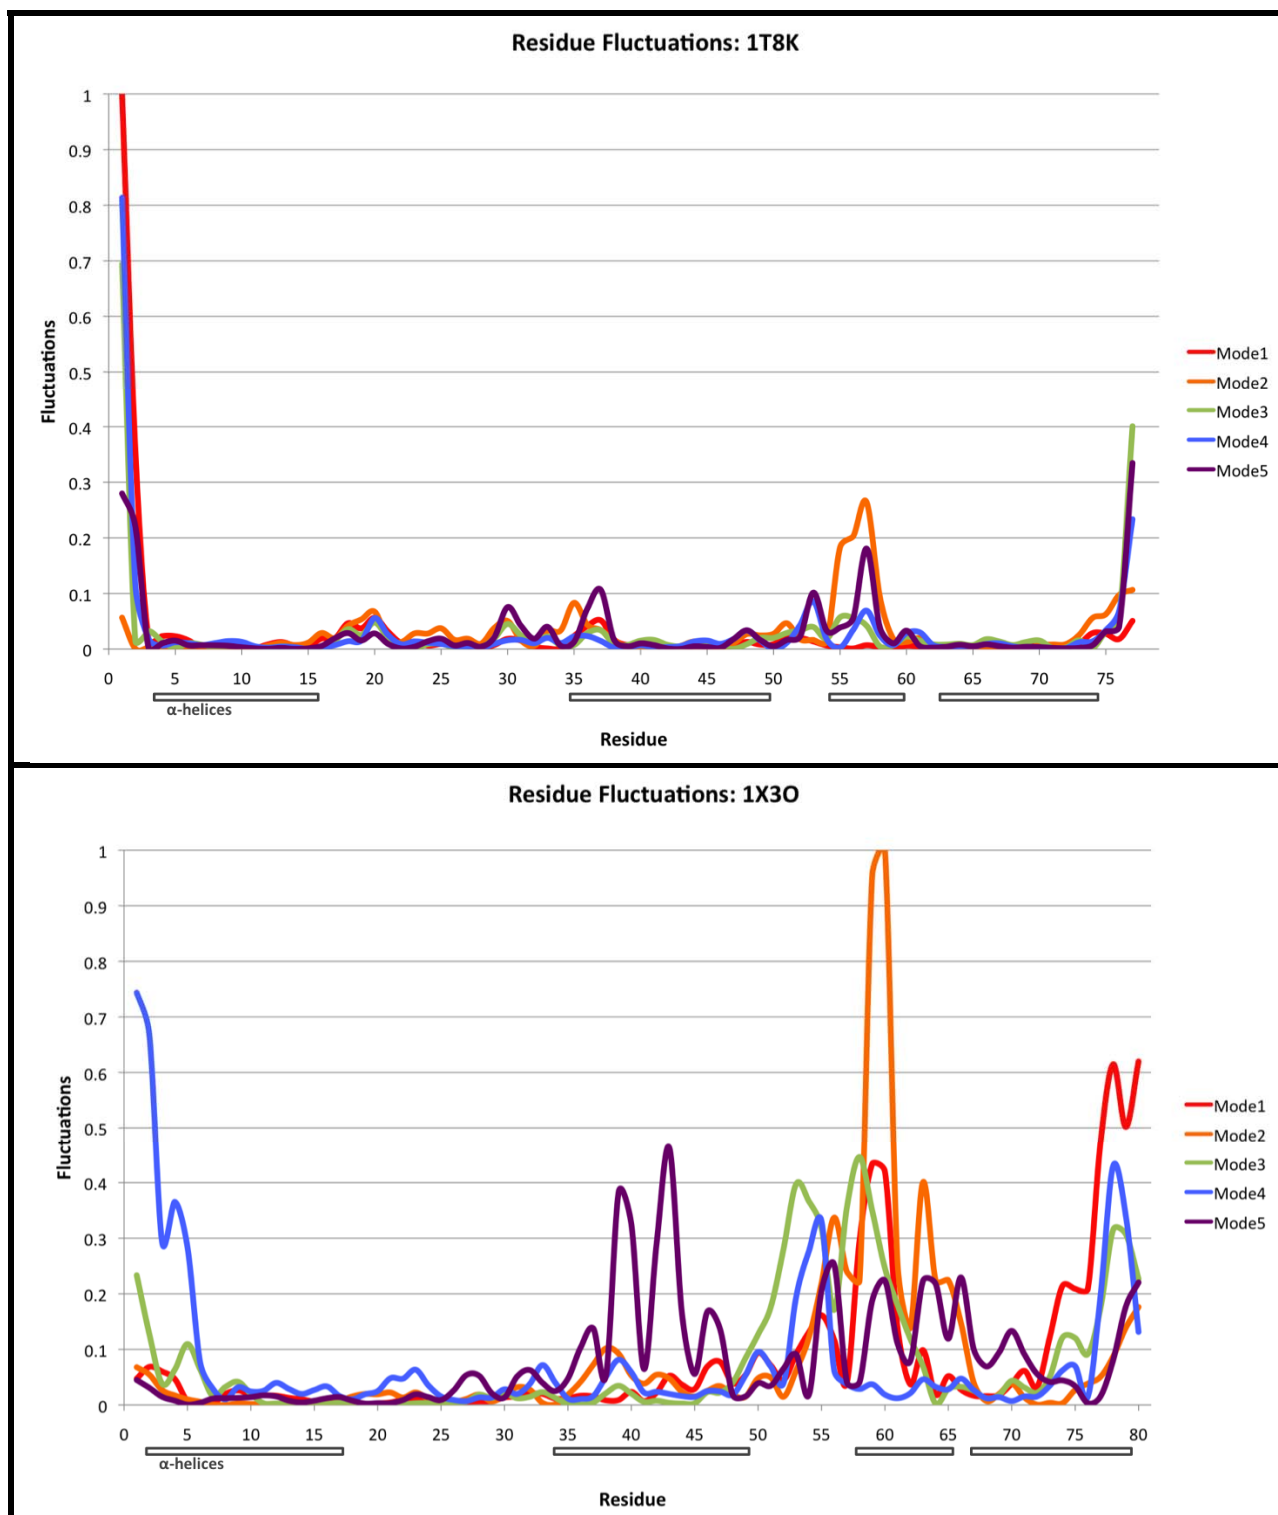 Residue Fluctuations: 1T8K
1
0.9
0.8
0.7
0.6
0.5
0.4
0.3
0.2
0.1
0
Fluctuations
0 5 10 15 20 25 30 35 40 45 50 55 60 65 70 75
α-helices
Residue
Mode1
Mode2
Mode3
Mode4
Mode5
Residue Fluctuations: 1X3O
1
0.9
0.8
0.7
0.6
0.5
0.4
0.3
0.2
0.1
0
Fluctuations
0 5 10 15 20 25 30 35 40 45 50 55 60 65 70 75 80
α-helices
Residue
Mode1
Mode2
Mode3
Mode4
Mode5